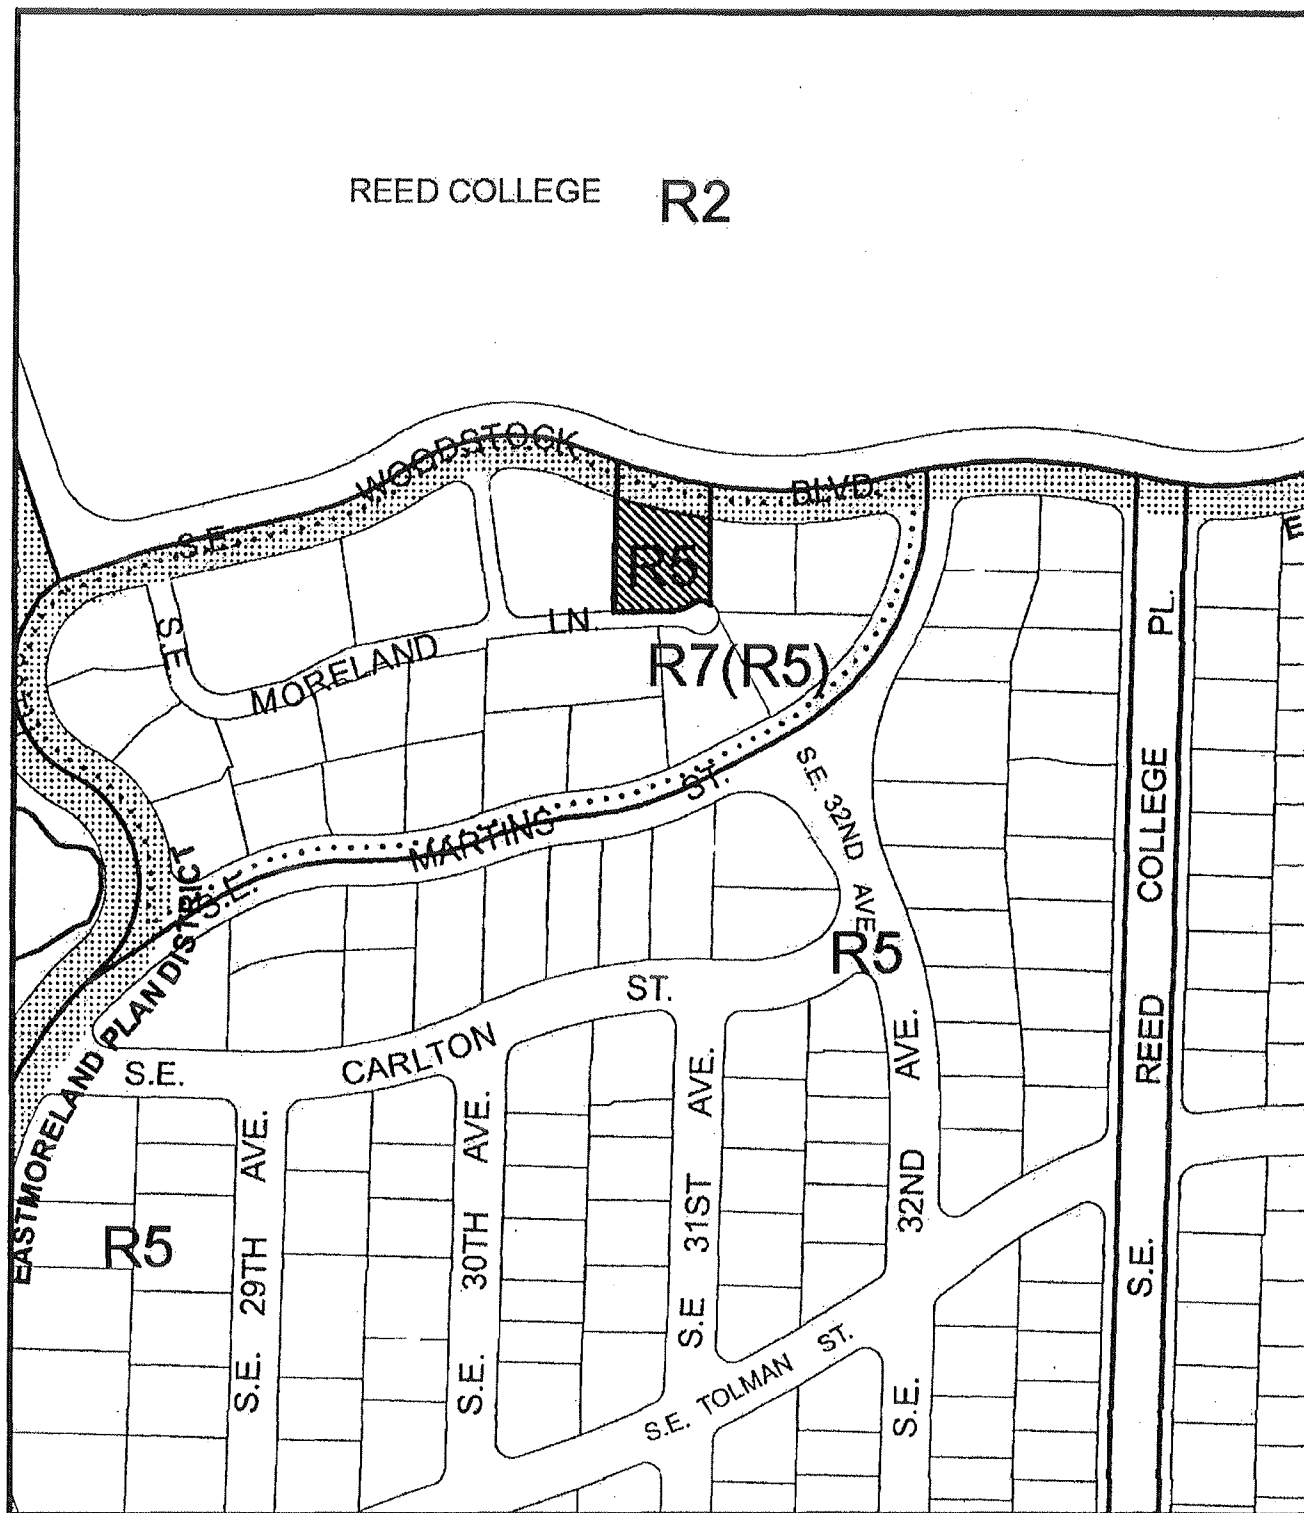 REED COLLEGE R2
S.E. WOODSTOCK BLVD.
R5
S.E. MORELAND LN
R7(R5)
S.E. MARTINS ST.
S.E. 32ND AVE
R5
S.E. CARLTON ST.
EASTMORELAND PLAN DISTRICT
R5
S.E. 29TH AVE.
S.E. 30TH AVE.
S.E 31ST AVE.
S.E. 32ND AVE.
S.E. TOLMAN ST.
S.E. REED COLLEGE PL.